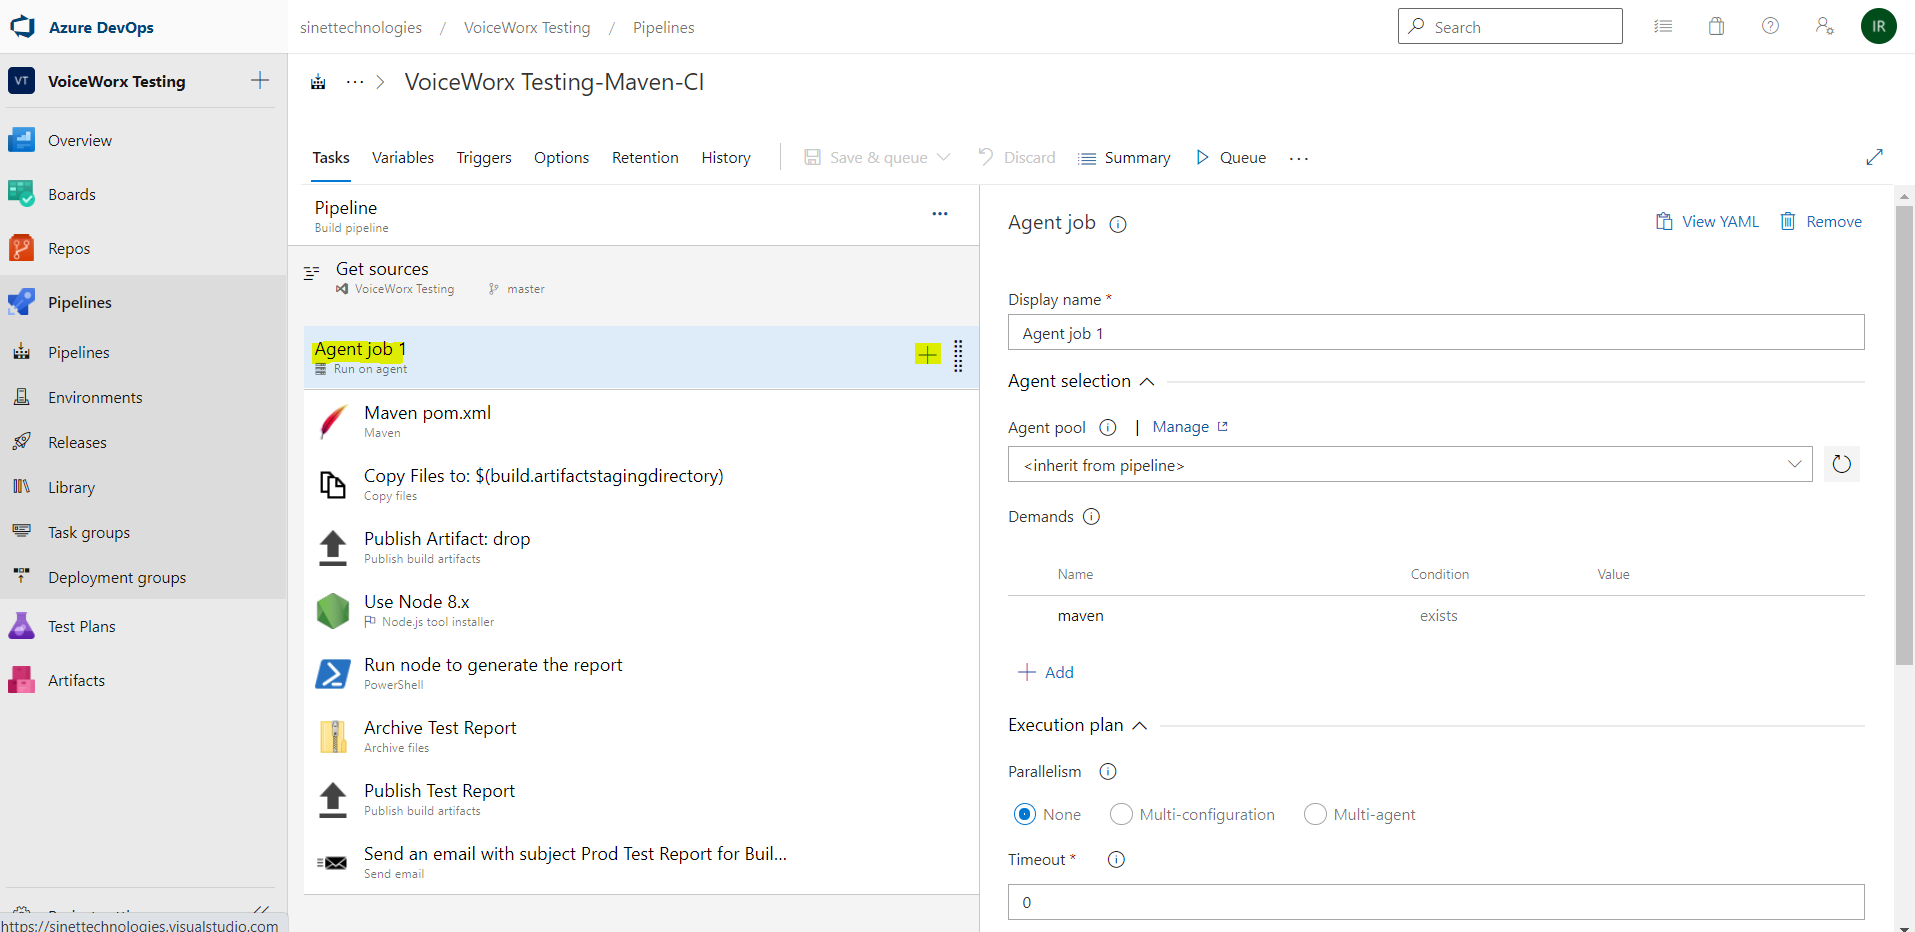 Azure DevOps
sinettechnologies / VoiceWorx Testing / Pipelines
Search
IR
VT VoiceWorx Testing
Overview
Boards
Repos
Pipelines
Pipelines
Environments
Releases
Library
Task groups
Deployment groups
Test Plans
Artifacts
https://sinettechnologies.visualstudio.com
VoiceWorx Testing-Maven-CI
Tasks Variables Triggers Options Retention History Save & queue Discard Summary Queue
Pipeline
Build pipeline
Get sources
VoiceWorx Testing master
Agent job 1
Run on agent
Maven pom.xml
Maven
Copy Files to: $(build.artifactstagingdirectory)
Copy files
Publish Artifact: drop
Publish build artifacts
Use Node 8.x
Node.js tool installer
Run node to generate the report
PowerShell
Archive Test Report
Archive files
Publish Test Report
Publish build artifacts
Send an email with subject Prod Test Report for Buil...
Send email
Agent job
View YAML Remove
Display name *
Agent job 1
Agent selection
Agent pool | Manage
<inherit from pipeline>
Demands
Name Condition Value
maven exists
Add
Execution plan
Parallelism
None Multi-configuration Multi-agent
Timeout *
0